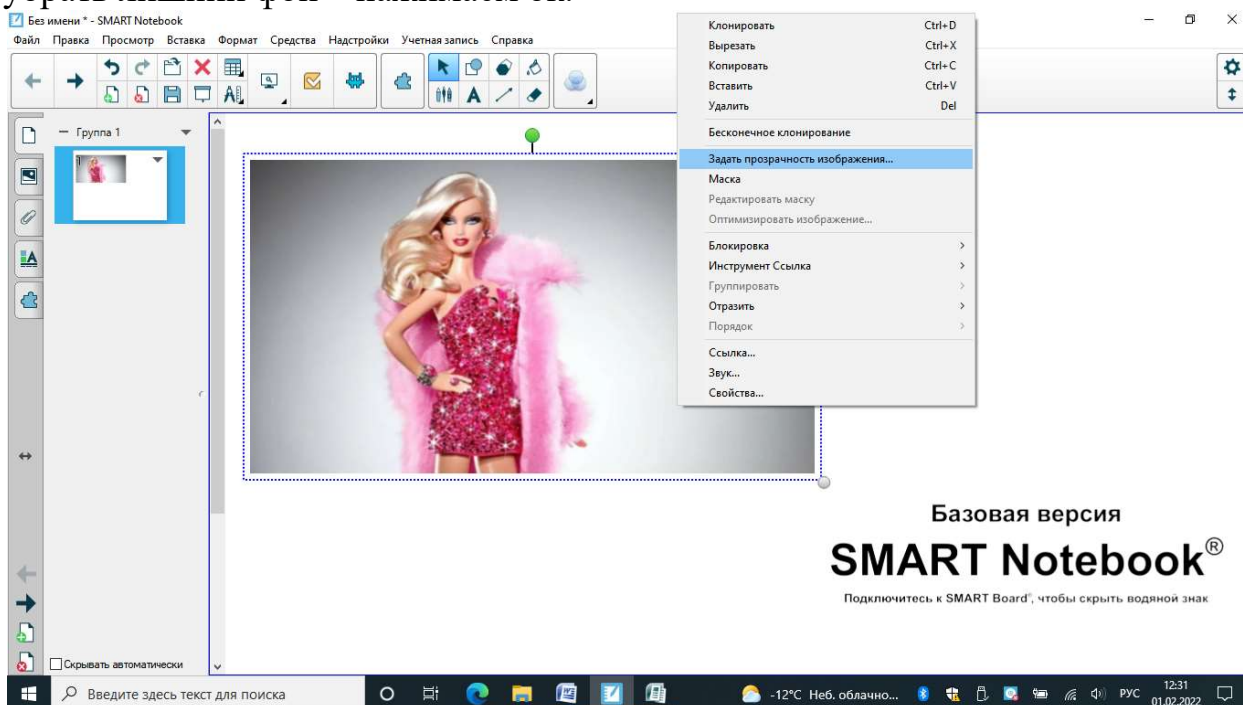 Без имени * - SMART Notebook
Файл Правка Просмотр Вставка Формат Средства Надстройки Учетная запись Справка
Группа 1
1
Клонировать Ctrl+D
Вырезать Ctrl+X
Копировать Ctrl+C
Вставить Ctrl+V
Удалить Del
Бесконечное клонирование
Задать прозрачность изображения...
Маска
Редактировать маску
Оптимизировать изображение...
Блокировка
Инструмент Ссылка
Группировать
Отразить
Порядок
Ссылка...
Звук...
Свойства...
Базовая версия
SMART Notebook®
Подключитесь к SMART Board®, чтобы скрыть водяной знак
Скрывать автоматически
Введите здесь текст для поиска
-12°C Неб. облачно...
РУС
12:31
01.02.2022